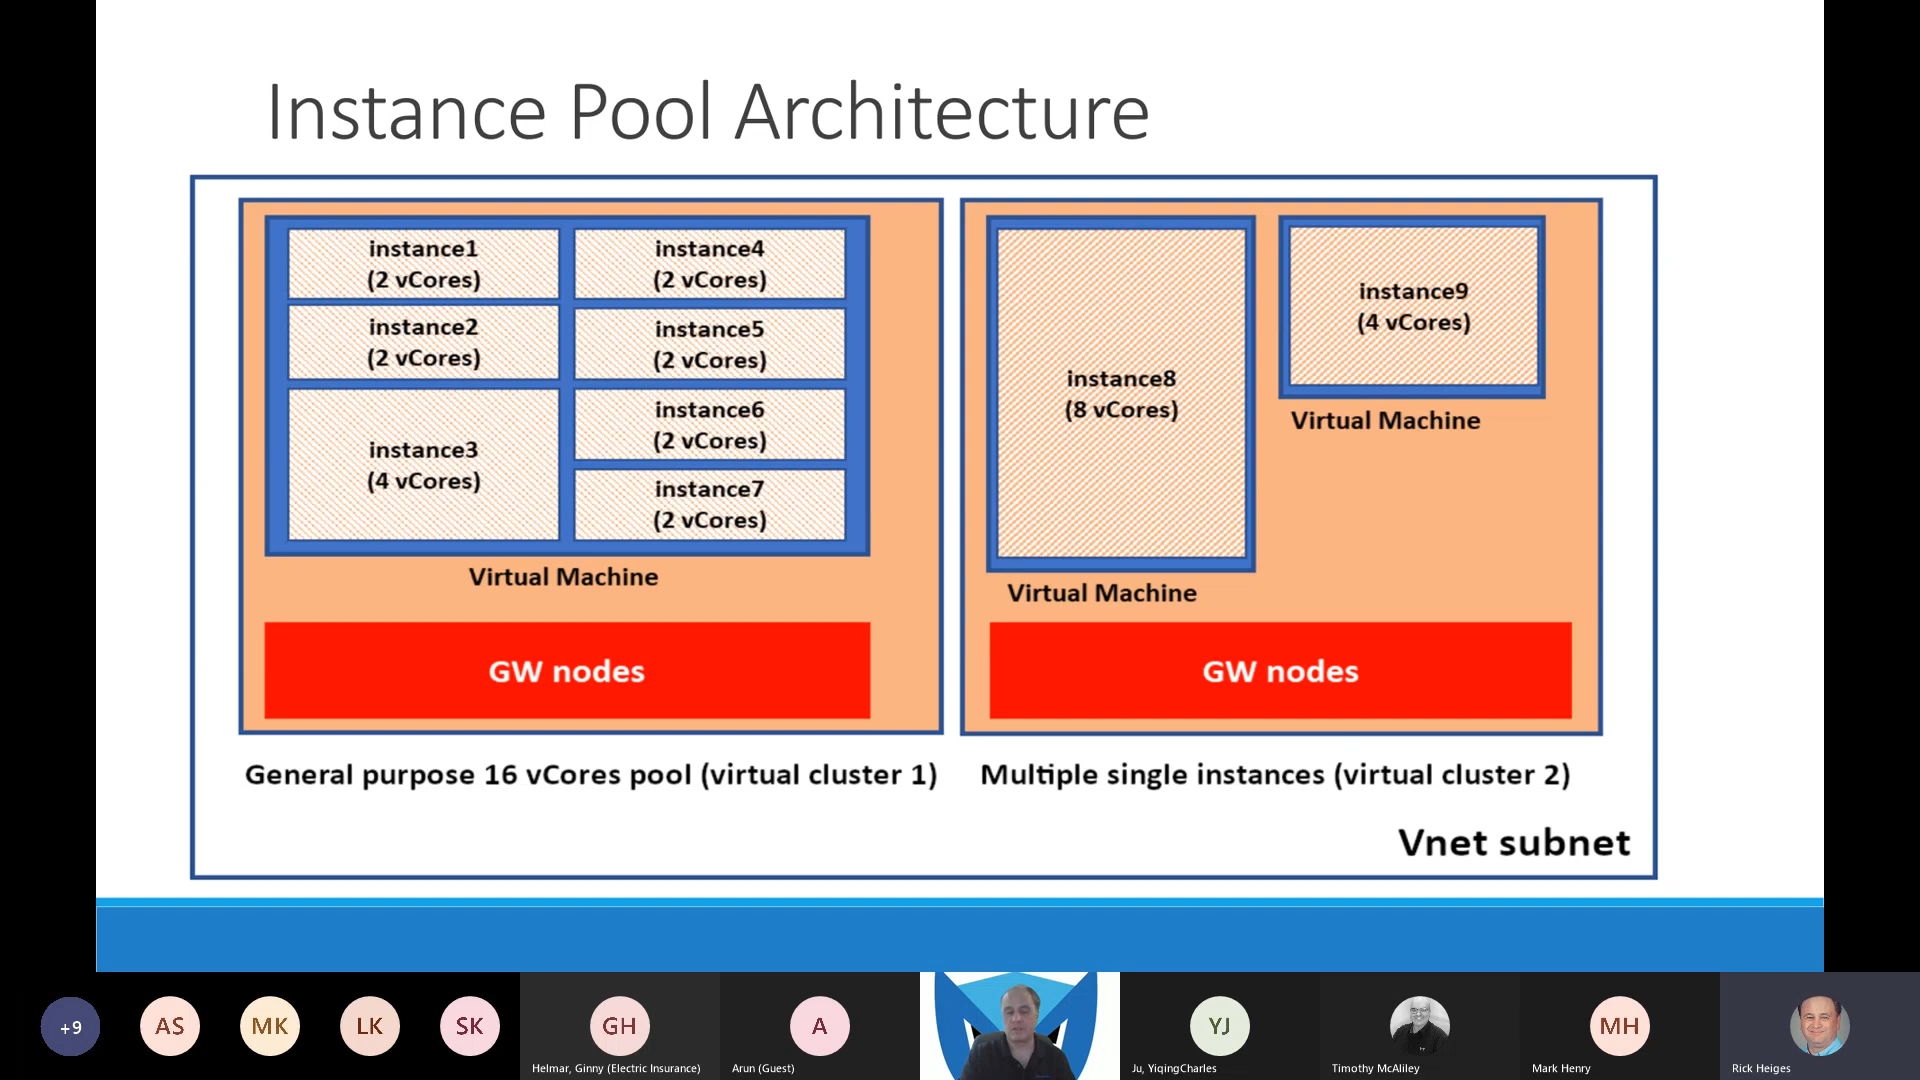 Instance Pool Architecture
instance1
(2 vCores)
instance2
(2 vCores)
instance3
(4 vCores)
instance4
(2 vCores)
instance5
(2 vCores)
instance6
(2 vCores)
instance7
(2 vCores)
Virtual Machine
GW nodes
General purpose 16 vCores pool (virtual cluster 1)
instance8
(8 vCores)
Virtual Machine
instance9
(4 vCores)
Virtual Machine
GW nodes
Multiple single instances (virtual cluster 2)
Vnet subnet
+9
AS
MK
LK
SK
GH
Helmar, Ginny (Electric Insurance)
A
Arun (Guest)
YJ
Ju, YiqingCharles
Timothy McAliley
MH
Mark Henry
Rick Heiges